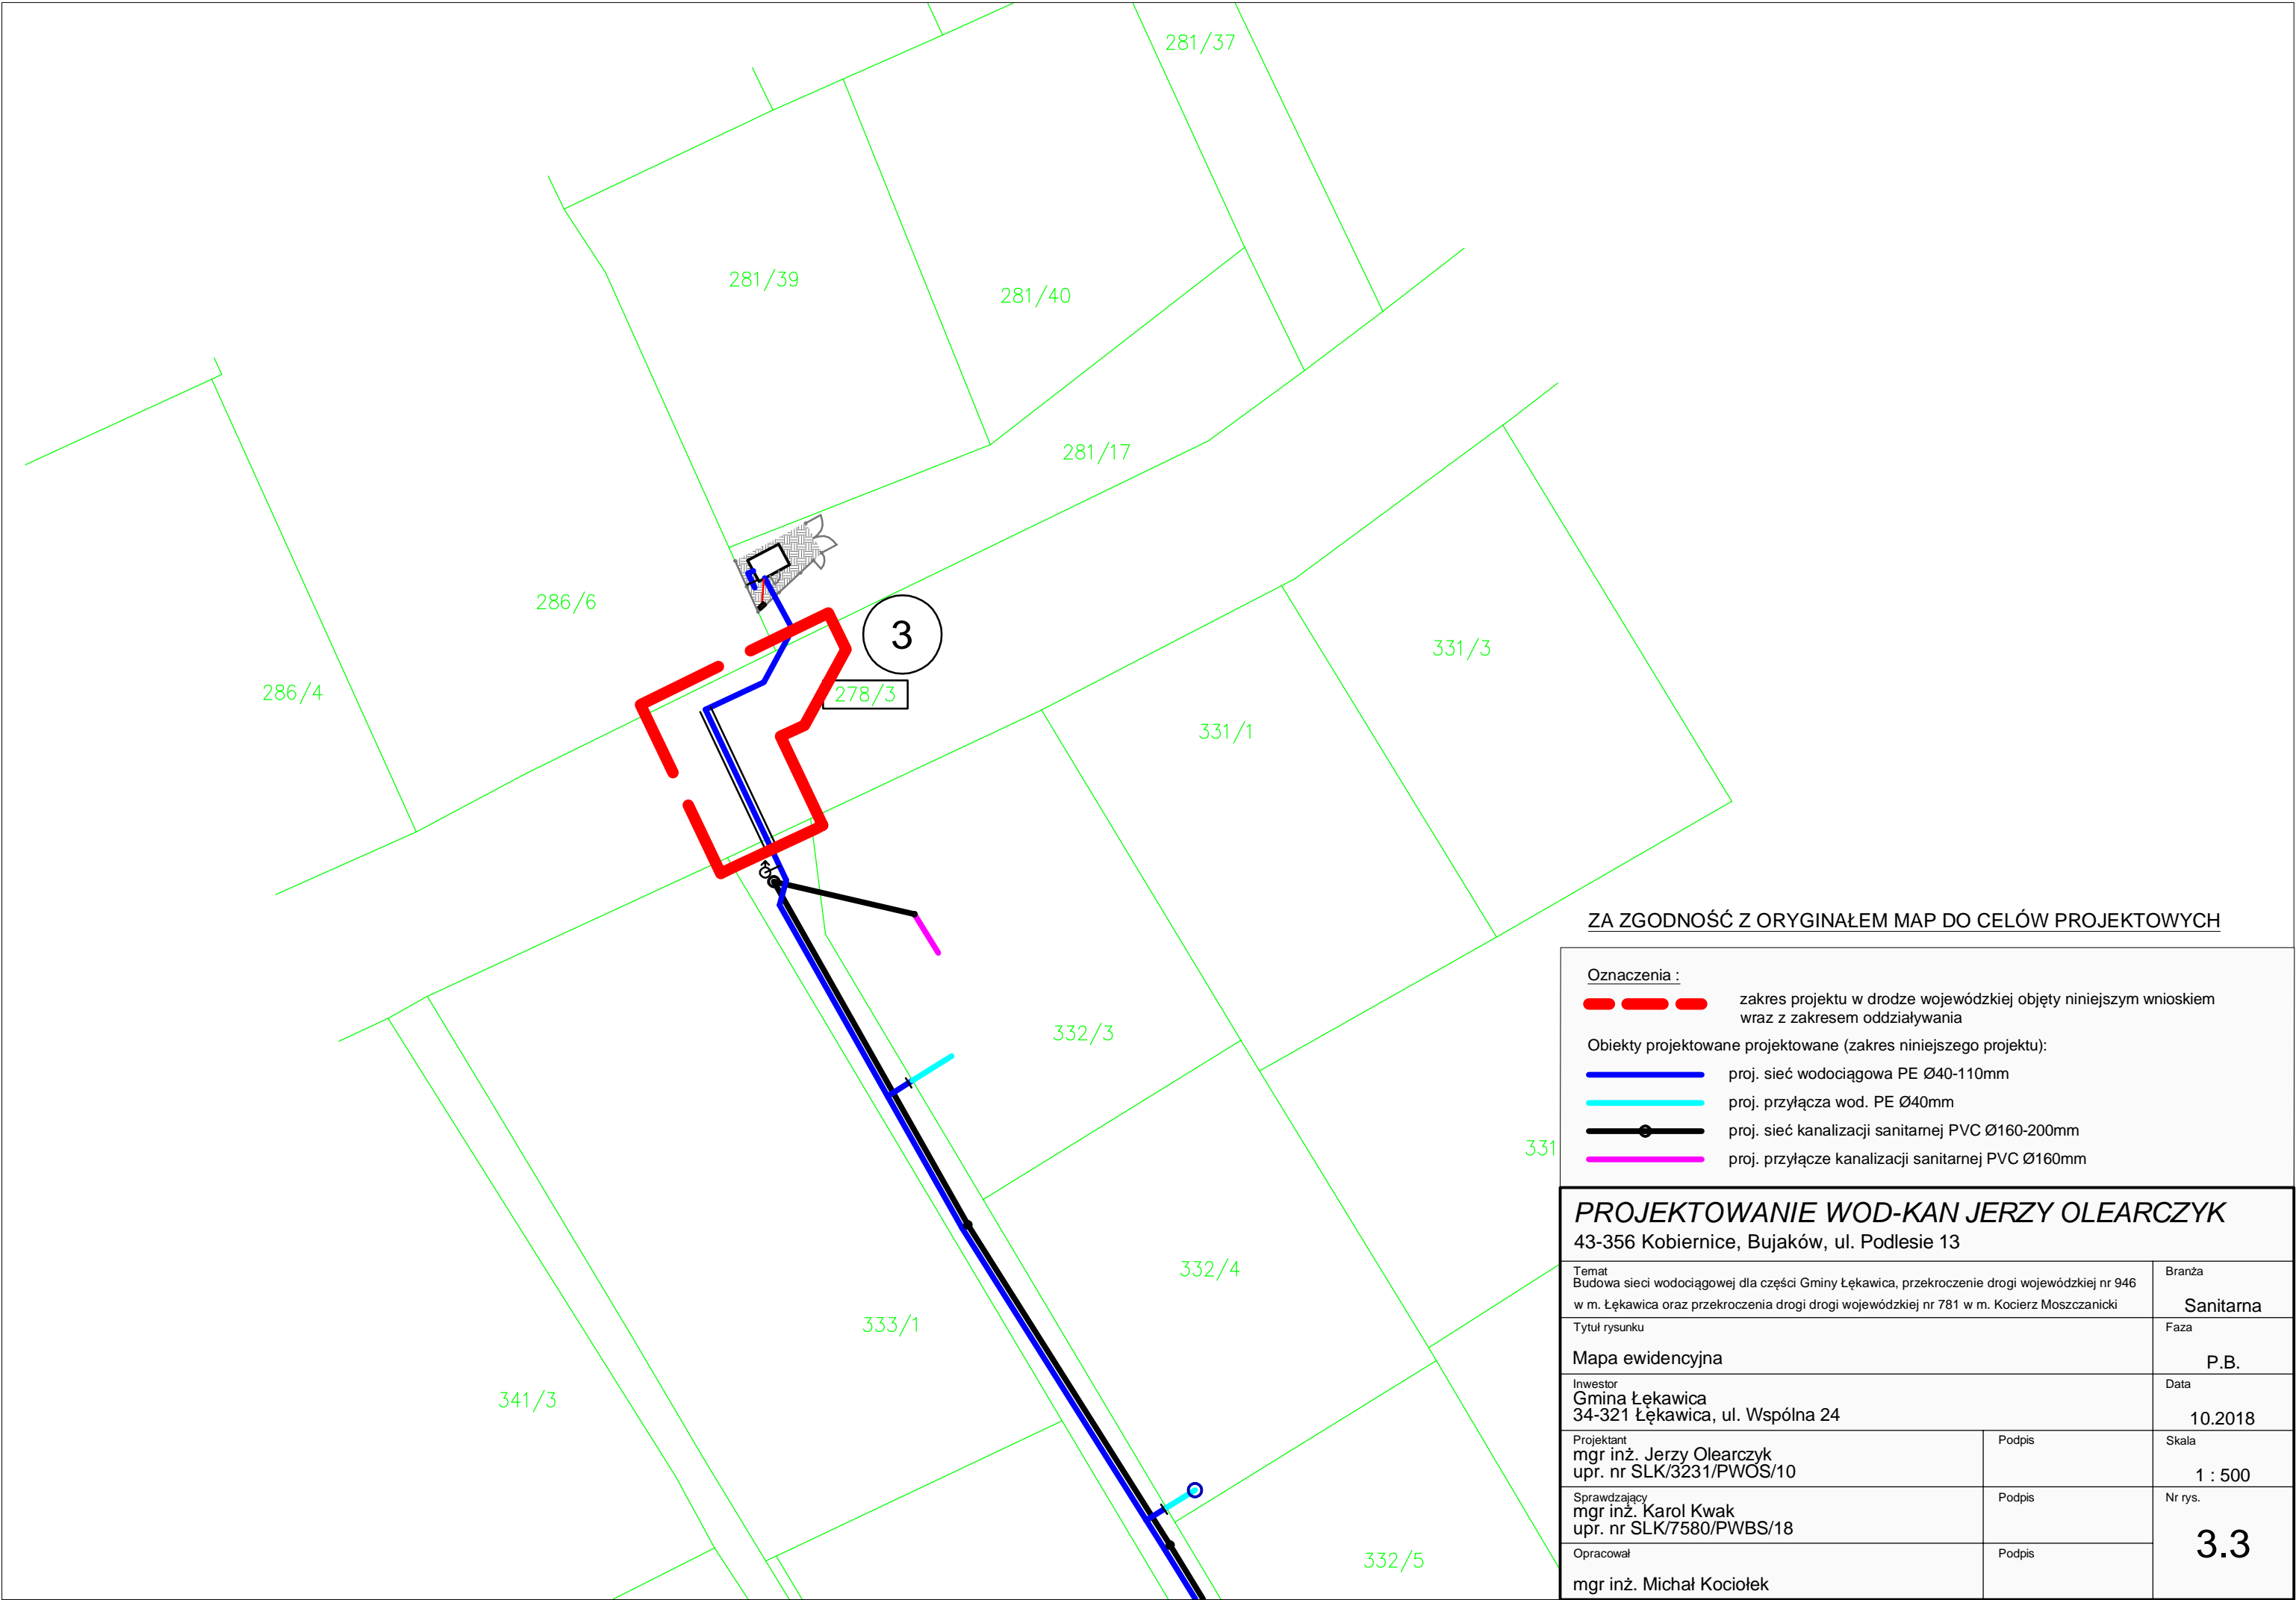 281/37
281/39
281/40
281/17
286/6
3
331/3
286/4
278/3
331/1
ZA ZGODNOŚĆ Z ORYGINAŁEM MAP DO CELÓW PROJEKTOWYCH
Oznaczenia :
zakres projektu w drodze wojewódzkiej objęty niniejszym wnioskiem
wraz z zakresem oddziaływania
332/3
Obiekty projektowane projektowane (zakres niniejszego projektu):
proj. sieć wodociągowa PE Ø40-110mm
proj. przyłącza wod. PE Ø40mm
proj. sieć kanalizacji sanitarnej PVC Ø160-200mm
331
proj. przyłącze kanalizacji sanitarnej PVC Ø160mm
PROJEKTOWANIE WOD-KAN JERZY OLEARCZYK
43-356 Kobiernice, Bujaków, ul. Podlesie 13
332/4
Temat
Budowa sieci wodociągowej dla części Gminy Łękawica, przekroczenie drogi wojewódzkiej nr 946
w m. Łękawica oraz przekroczenia drogi drogi wojewódzkiej nr 781 w m. Kocierz Moszczanicki
Branża
Sanitarna
333/1
Tytuł rysunku
Mapa ewidencyjna
Faza
P.B.
341/3
Inwestor
Gmina Łękawica
34-321 Łękawica, ul. Wspólna 24
Data
10.2018
Projektant
mgr inż. Jerzy Olearczyk
upr. nr SLK/3231/PWOS/10
Podpis
Skala
1 : 500
Sprawdzający
mgr inż. Karol Kwak
upr. nr SLK/7580/PWBS/18
Podpis
Nr rys.
3.3
332/5
Opracował
mgr inż. Michał Kociołek
Podpis